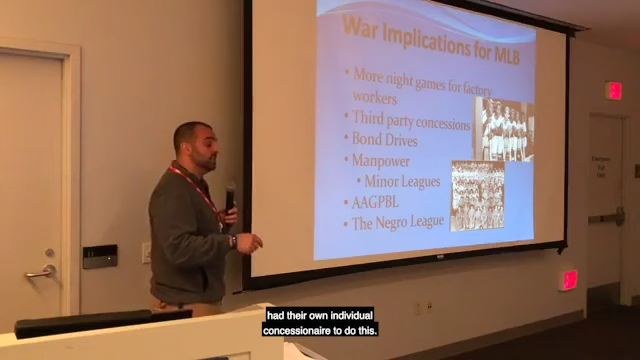 War Implications for MLB
• More night games for factory
workers
• Third party concessions
• Bond Drives
• Manpower
• Minor Leagues
• AAGPBL
• The Negro League
had their own individual
concessionaire to do this.